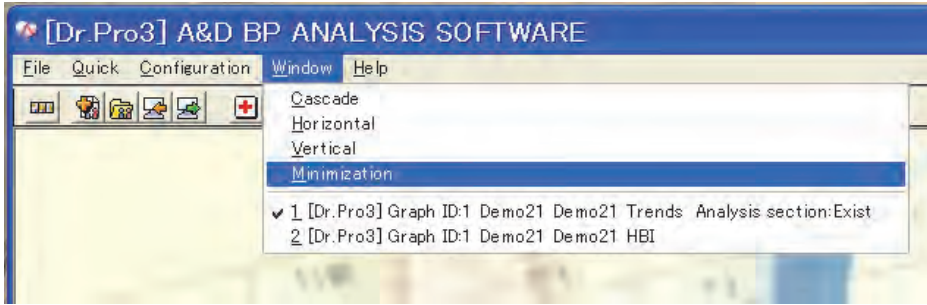 [Dr.Pro3] A&D BP ANALYSIS SOFTWARE
File Quick Configuration Window Help
Cascade
Horizontal
Vertical
Minimization
✓ 1 [Dr.Pro3] Graph ID:1 Demo21 Demo21 Trends Analysis section:Exist
2 [Dr.Pro3] Graph ID:1 Demo21 Demo21 HBI